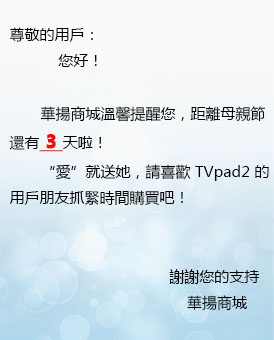 尊敬的用戶：
您好！
華揚商城溫馨提醒您，距離母親節
還有 3 天啦！
“愛”就送她，請喜歡 TVpad2 的
用戶朋友抓緊時間購買吧！
謝謝您的支持
華揚商城